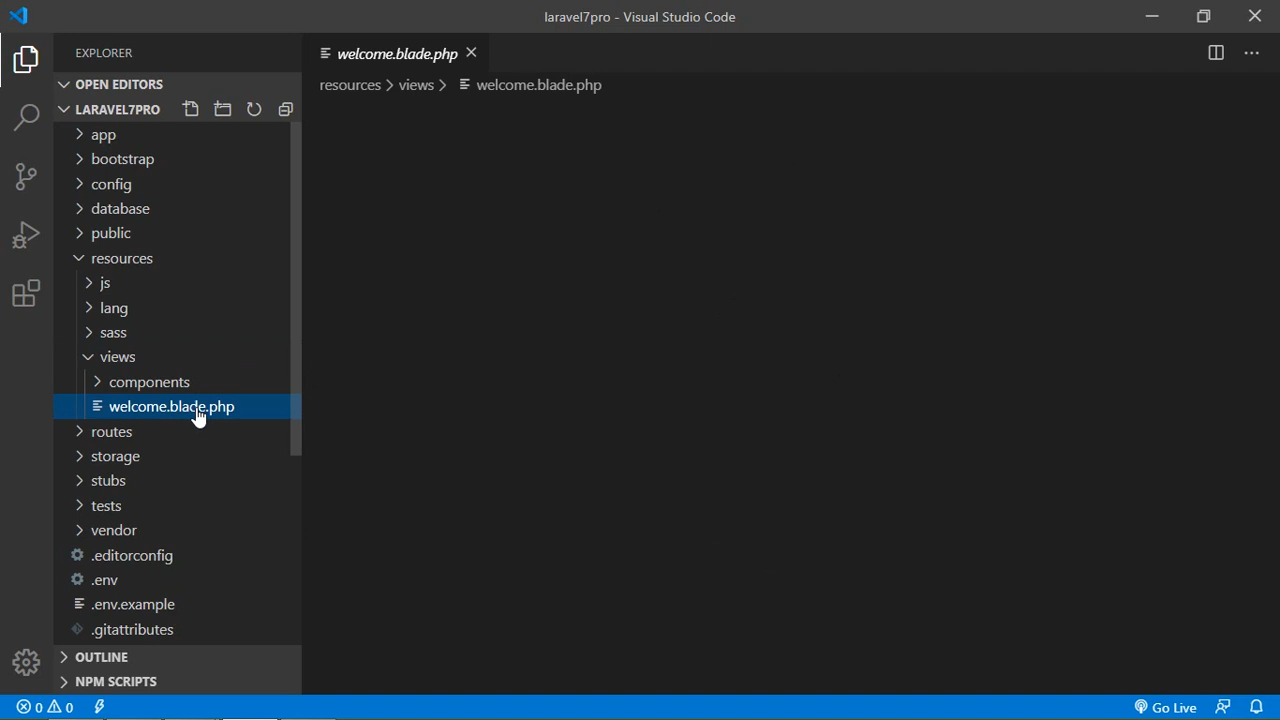 laravel7pro - Visual Studio Code
EXPLORER
OPEN EDITORS
LARAVEL7PRO
app
bootstrap
config
database
public
resources
js
lang
sass
views
components
welcome.blade.php
routes
storage
stubs
tests
vendor
.editorconfig
.env
.env.example
.gitattributes
OUTLINE
NPM SCRIPTS
welcome.blade.php
resources > views > welcome.blade.php
0 0
Go Live